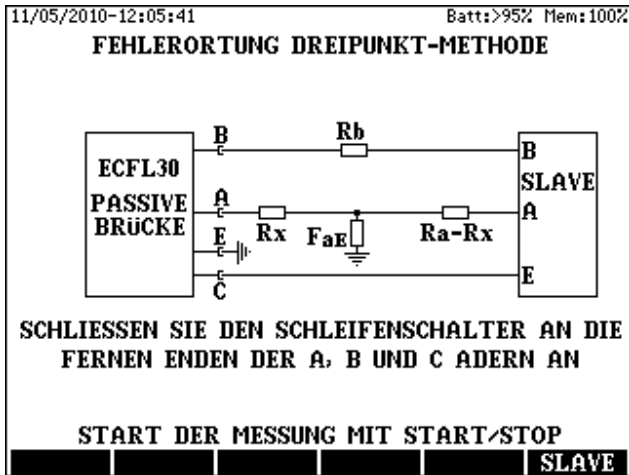 11/05/2010-12:05:41 Batt:>95% Mem:100%
FEHLERORTUNG DREIPUNKT-METHODE
B Rb B
ECFL30 SLAVE
PASSIVE A A
BRÜCKE E Rx FaE Ra-Rx
C E
SCHLIESSEN SIE DEN SCHLEIFENSCHALTER AN DIE
FERNEN ENDEN DER A, B UND C ADERN AN
START DER MESSUNG MIT START/STOP
SLAVE